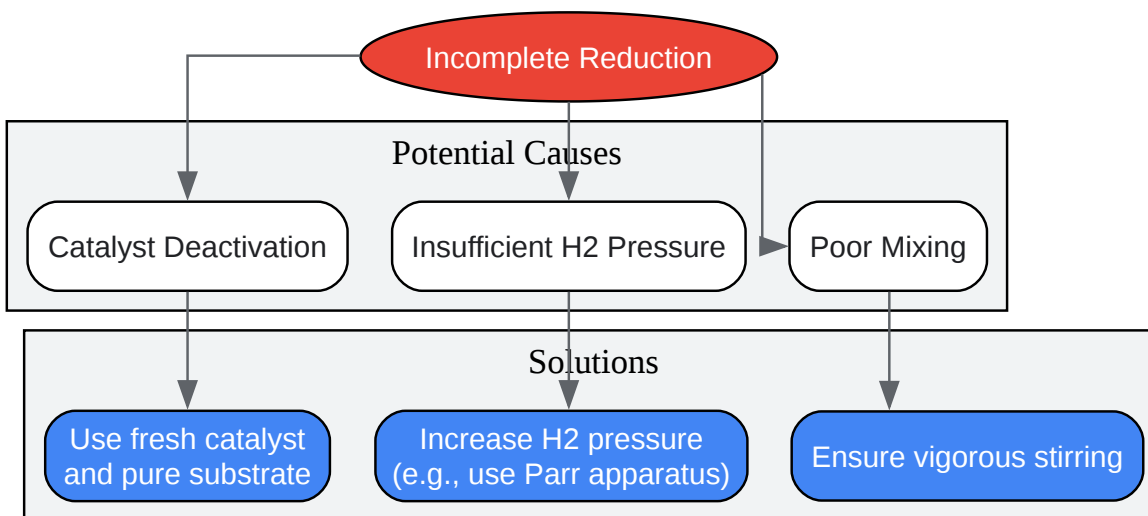 Incomplete Reduction
Potential Causes
Catalyst Deactivation
Insufficient H2 Pressure
Poor Mixing
Solutions
Use fresh catalyst
and pure substrate
Increase H2 pressure
(e.g., use Parr apparatus)
Ensure vigorous stirring